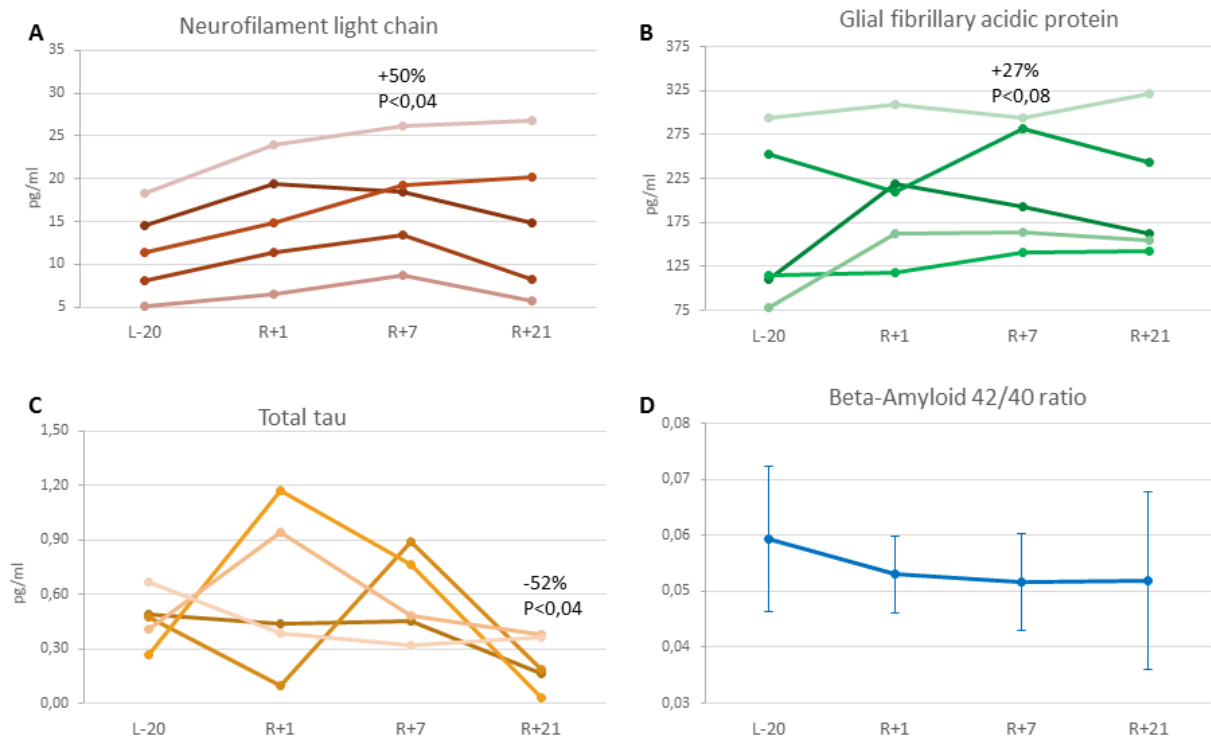 A
Neurofilament light chain
35
30
25
20
15
10
5
pg/ml
+50%
P<0,04
L-20 R+1 R+7 R+21
B
Glial fibrillary acidic protein
375
325
275
225
175
125
75
pg/ml
+27%
P<0,08
L-20 R+1 R+7 R+21
C
Total tau
1,50
1,20
0,90
0,60
0,30
0,00
pg/ml
-52%
P<0,04
L-20 R+1 R+7 R+21
D
Beta-Amyloid 42/40 ratio
0,08
0,07
0,06
0,05
0,04
0,03
L-20 R+1 R+7 R+21